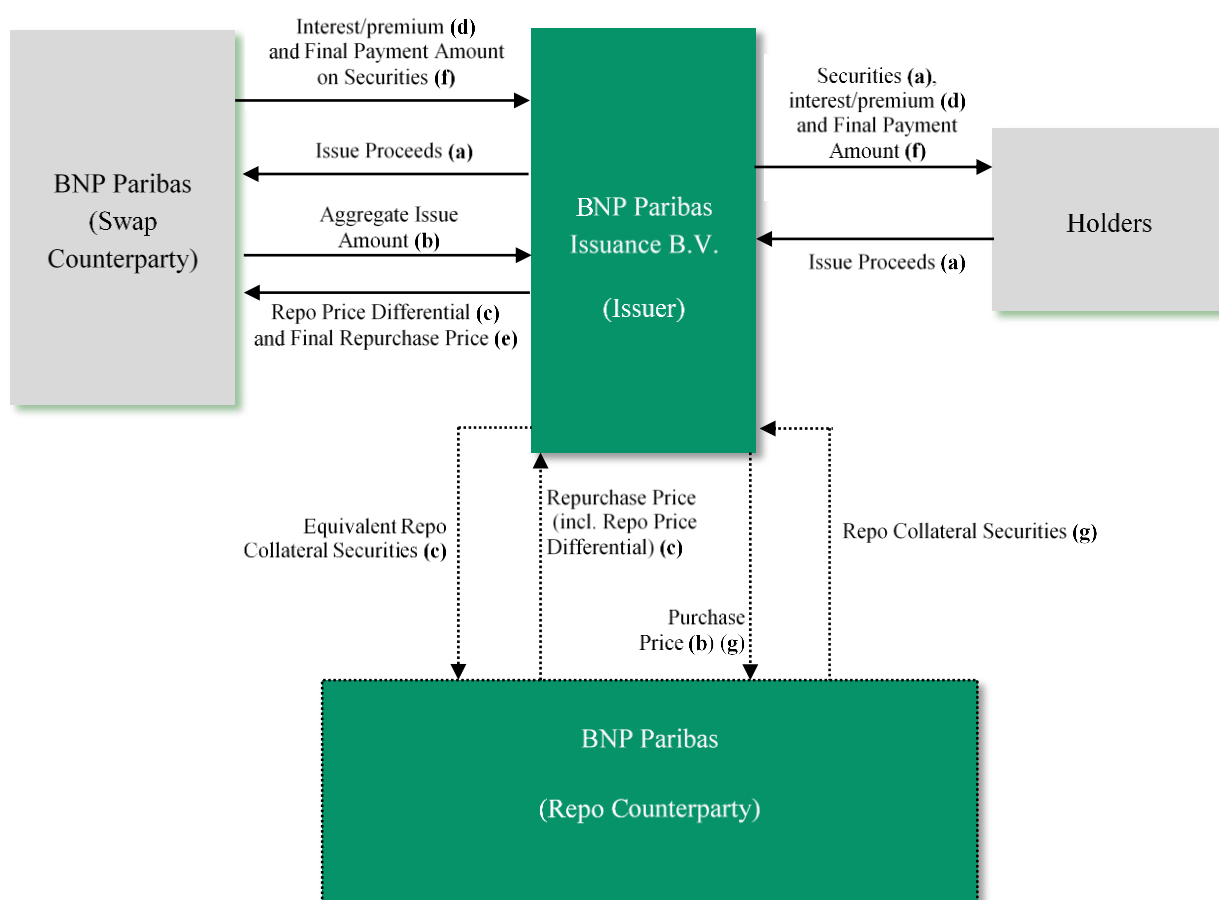 Interest/premium (d)
and Final Payment Amount
on Securities (f)
Issue Proceeds (a)
Aggregate Issue
Amount (b)
Repo Price Differential (c)
and Final Repurchase Price (e)
BNP Paribas
(Swap
Counterparty)
BNP Paribas
Issuance B.V.
(Issuer)
Securities (a),
interest/premium (d)
and Final Payment
Amount (f)
Issue Proceeds (a)
Holders
Equivalent Repo
Collateral Securities (c)
Repurchase Price
(incl. Repo Price
Differential) (c)
Purchase
Price (b) (g)
Repo Collateral Securities (g)
BNP Paribas
(Repo Counterparty)